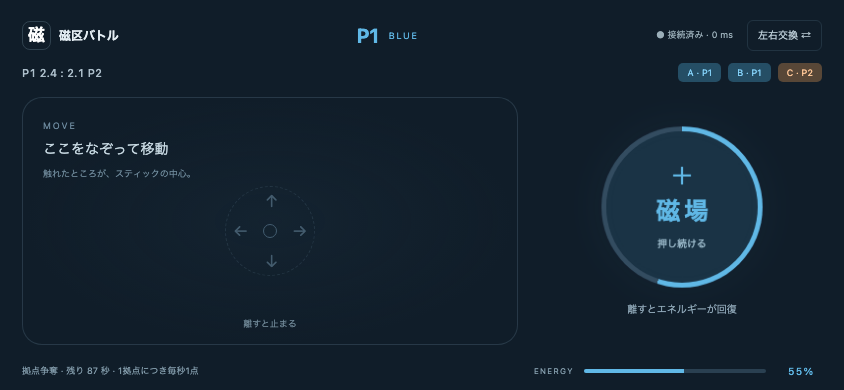 磁 磁区バトル
P1 BLUE
接続済み · 0 ms
左右交換 ⇄
P1 2.4 : 2.1 P2
A · P1
B · P1
C · P2
MOVE
ここをなぞって移動
触れたところが、スティックの中心。
離すと止まる
+
磁場
押し続ける
離すとエネルギーが回復
拠点争奪 · 残り 87 秒 · 1拠点につき毎秒1点
ENERGY 55%